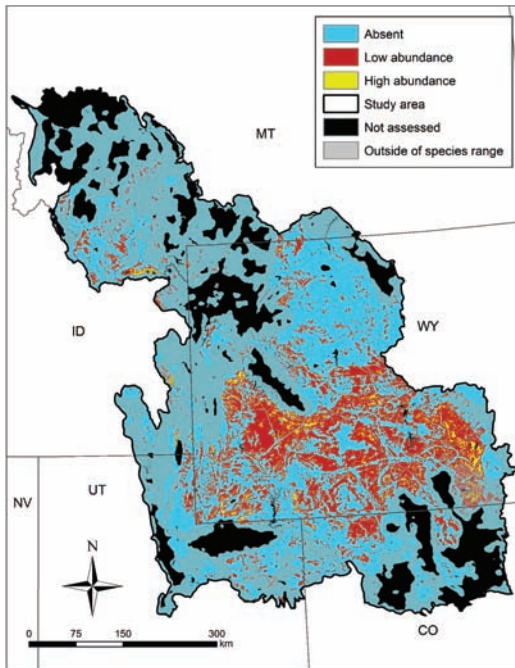 Absent
Low abundance
High abundance
Study area
Not assessed
Outside of species range
MT
WY
ID
NV
UT
N
0 75 150 300
km
CO